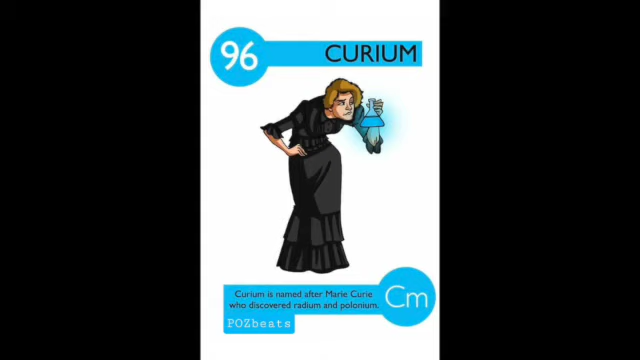 96
CURIUM
Curium is named after Marie Curie
who discovered radium and polonium.
Cm
POZbeats